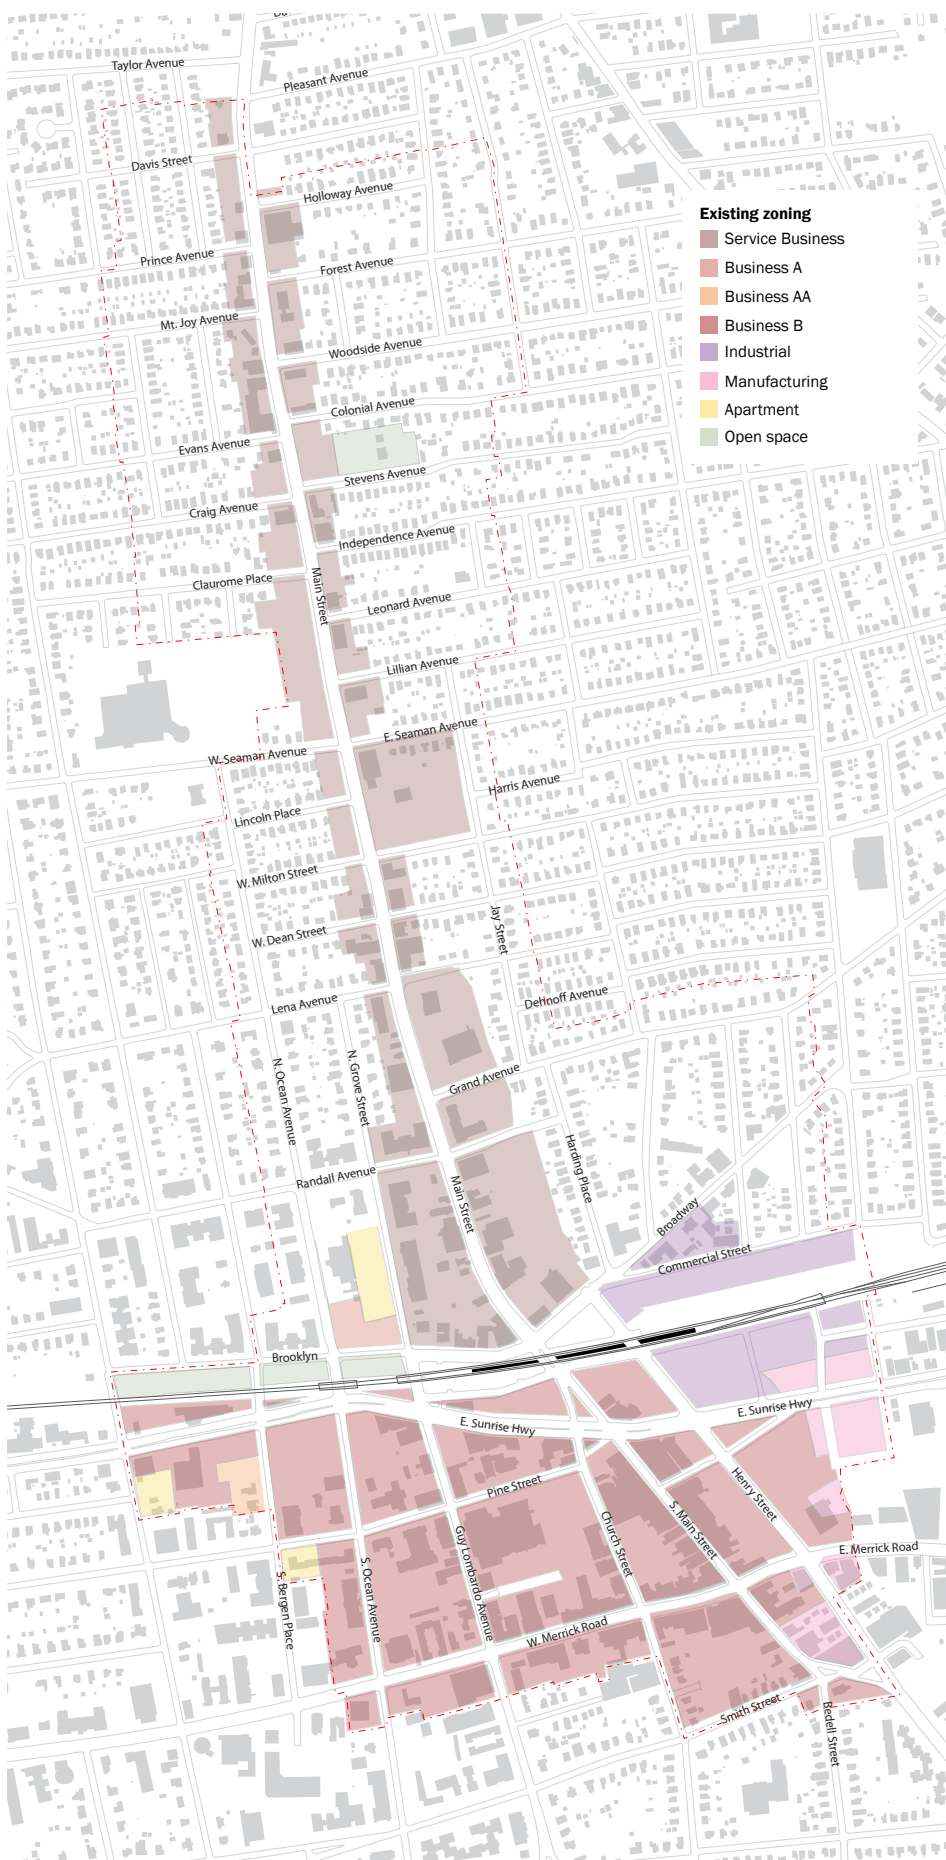 Taylor Avenue
Pleasant Avenue
Davis Street
Holloway Avenue
Existing zoning
Service Business
Business A
Business AA
Business B
Industrial
Manufacturing
Apartment
Open space
Prince Avenue
Forest Avenue
Mt. Joy Avenue
Woodside Avenue
Colonial Avenue
Evans Avenue
Stevens Avenue
Craig Avenue
Independence Avenue
Claurome Place
Main Street
Leonard Avenue
Lillian Avenue
E. Seaman Avenue
W. Seaman Avenue
Harris Avenue
Lincoln Place
W. Milton Street
Jay Street
W. Dean Street
Lena Avenue
Dehnoff Avenue
N. Ocean Avenue
N. Grove Street
Grand Avenue
Harding Place
Randall Avenue
Main Street
Broadway
Commercial Street
Brooklyn
E. Sunrise Hwy
E. Sunrise Hwy
Pine Street
Henry Street
S. Main Street
Church Street
Guy Lombardo Avenue
E. Merrick Road
S. Ocean Avenue
S. Bergen Place
W. Merrick Road
Smith Street
Bedell Street